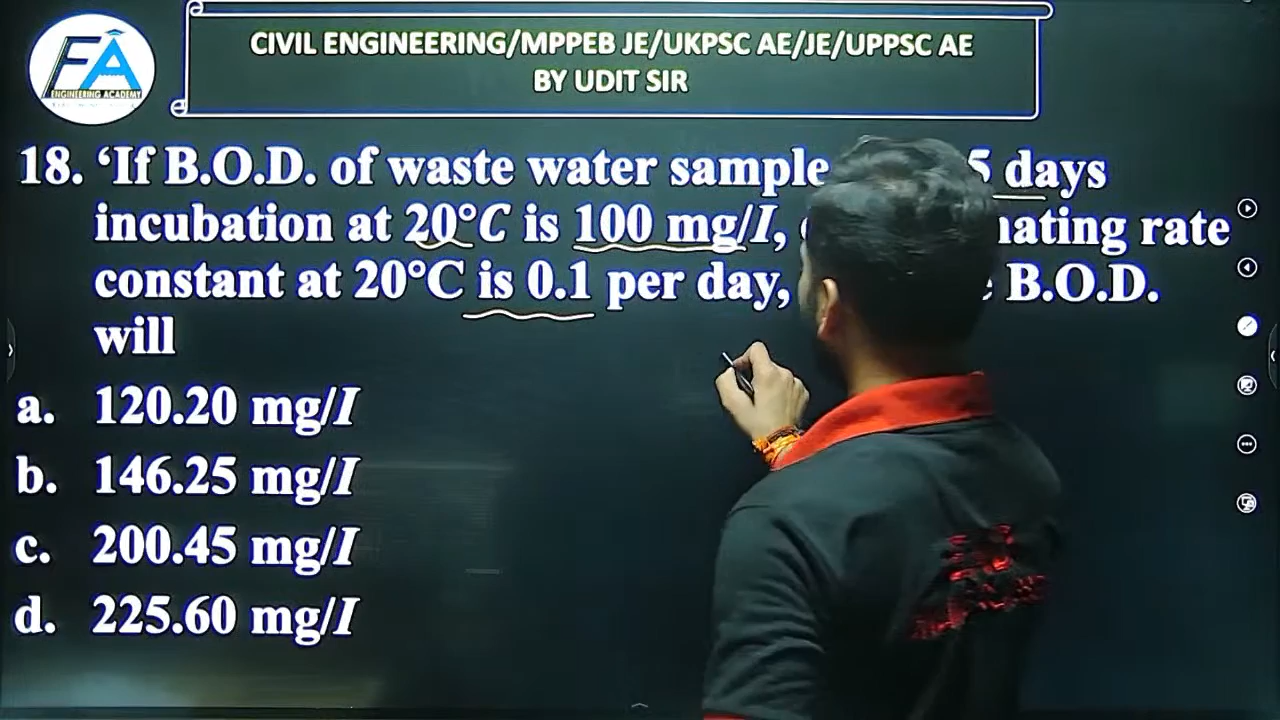 FA
ENGINEERING ACADEMY
CIVIL ENGINEERING/MPPEB JE/UKPSC AE/JE/UPPSC AE
BY UDIT SIR
18. ‘If B.O.D. of waste water sample 5 days
incubation at 20°C is 100 mg/I, rate
constant at 20°C is 0.1 per day, B.O.D.
will
a. 120.20 mg/I
b. 146.25 mg/I
c. 200.45 mg/I
d. 225.60 mg/I